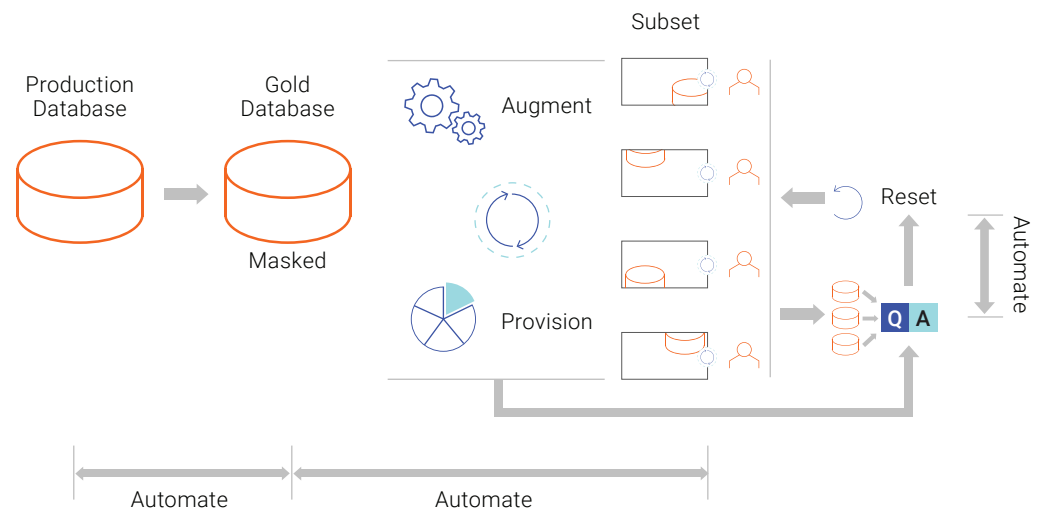 Production
Database
Gold
Database
Masked
Augment
Provision
Subset
Reset
Q A
Automate
Automate
Automate